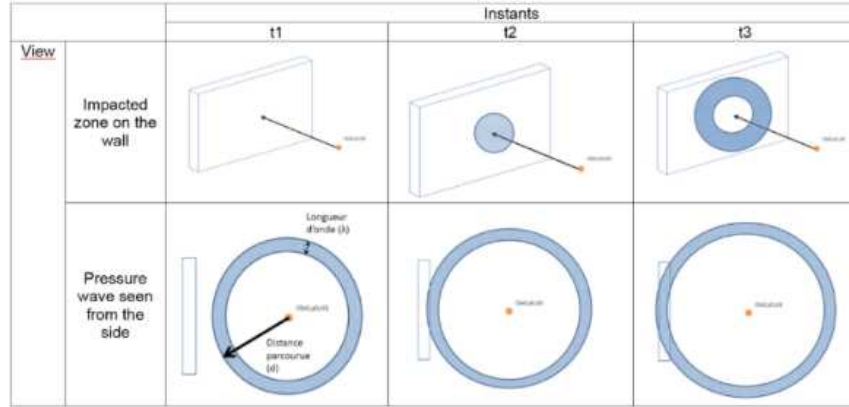 Instants
t1
t2
t3
View
Impacted
zone on the
wall
Pressure
wave seen
from the
side
Longueur
d'onde (λ)
Distance
parcourue
(d)